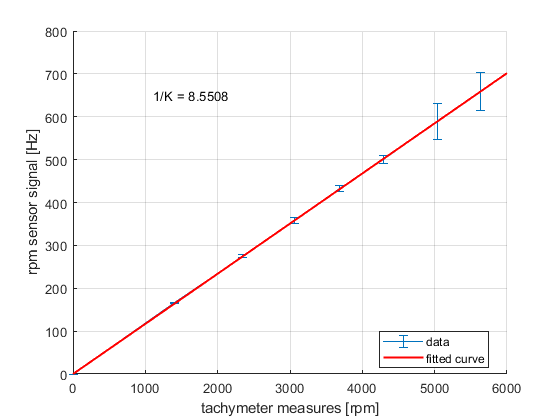 800
700
1/K = 8.5508
600
500
400
300
200
100
0
rpm sensor signal [Hz]
data
fitted curve
0 1000 2000 3000 4000 5000 6000
tachymeter measures [rpm]